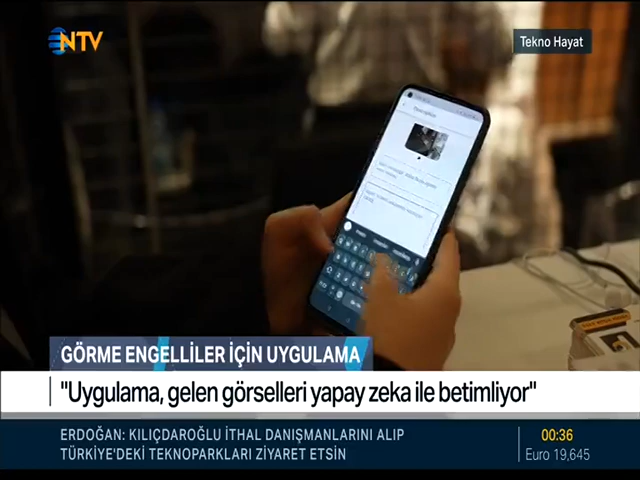 NTV
Tekno Hayat
GÖRME ENGELLİLER İÇİN UYGULAMA
"Uygulama, gelen görselleri yapay zeka ile betimliyor"
ERDOĞAN: KILIÇDAROĞLU İTHAL DANIŞMANLARINI ALIP
TÜRKİYE'DEKİ TEKNOPARKLARI ZİYARET ETSİN
00:36
Euro 19,645